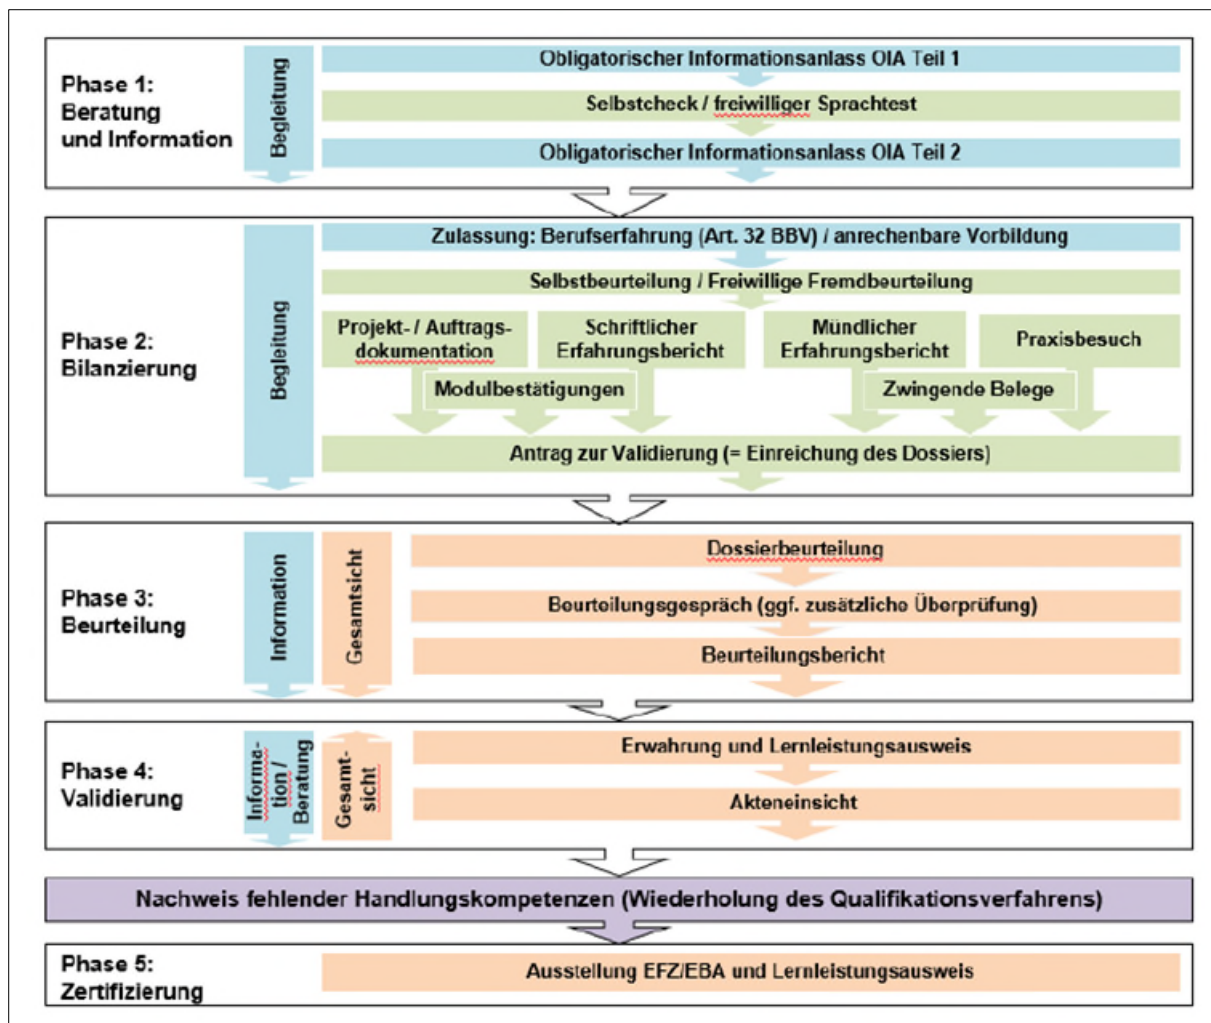 Phase 1:
Beratung
und Information
Begleitung
Obligatorischer Informationsanlass OIA Teil 1
Selbstcheck / freiwilliger Sprachtest
Obligatorischer Informationsanlass OIA Teil 2
Phase 2:
Bilanzierung
Begleitung
Zulassung: Berufserfahrung (Art. 32 BBV) / anrechenbare Vorbildung
Selbstbeurteilung / Freiwillige Fremdbeurteilung
Projekt- / Auftrags-
dokumentation
Schriftlicher
Erfahrungsbericht
Mündlicher
Erfahrungsbericht
Praxisbesuch
Modulbestätigungen
Zwingende Belege
Antrag zur Validierung (= Einreichung des Dossiers)
Phase 3:
Beurteilung
Information
Gesamtsicht
Dossierbeurteilung
Beurteilungsgespräch (ggf. zusätzliche Überprüfung)
Beurteilungsbericht
Phase 4:
Validierung
Informa-
tion /
Beratung
Gesamt-
sicht
Erwahrung und Lernleistungsausweis
Akteneinsicht
Nachweis fehlender Handlungskompetenzen (Wiederholung des Qualifikationsverfahrens)
Phase 5:
Zertifizierung
Ausstellung EFZ/EBA und Lernleistungsausweis